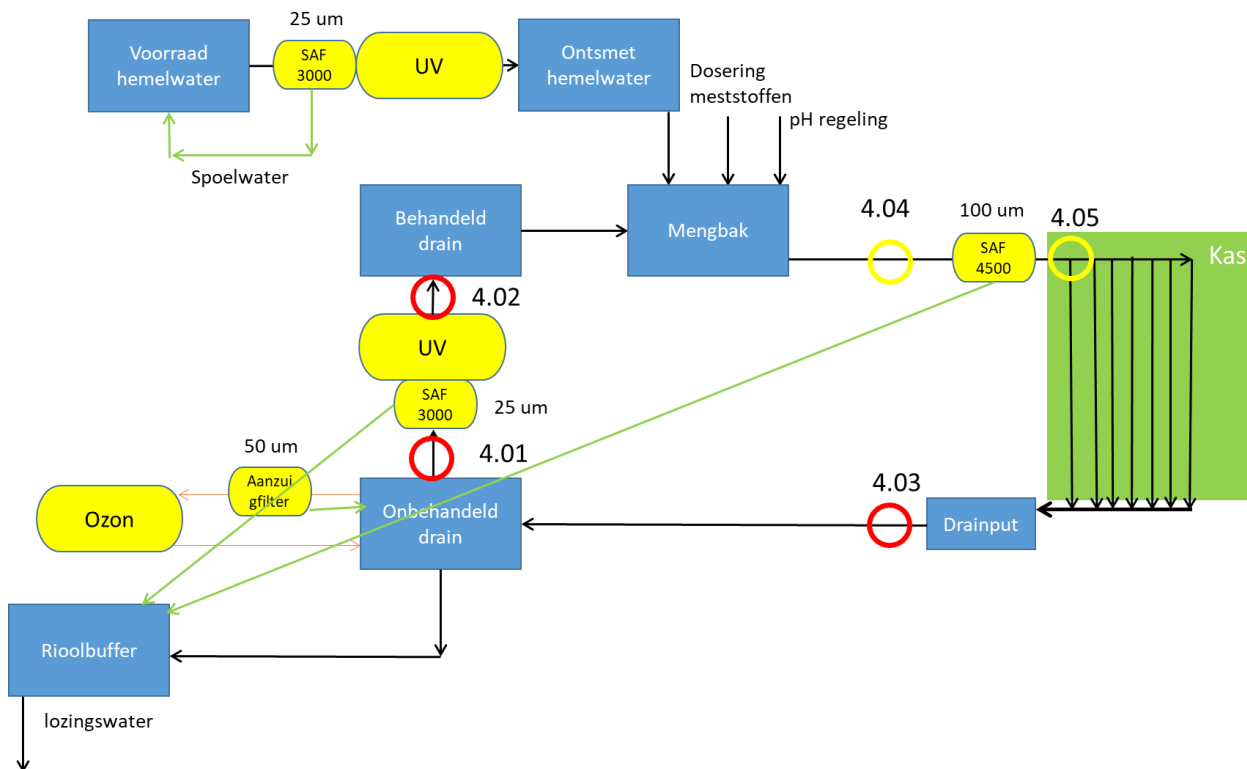 25 um
Voorraad
hemelwater
SAF
3000
UV
Ontsmet
hemelwater
Dosering
meststoffen
pH regeling
Spoelwater
Behandeld
drain
Mengbak
4.04
100 um
4.05
SAF
4500
Kas
4.02
UV
SAF
3000
25 um
4.01
50 um
Aanzui
gfilter
Ozon
Onbehandeld
drain
4.03
Drainput
Rioolbuffer
lozingswater